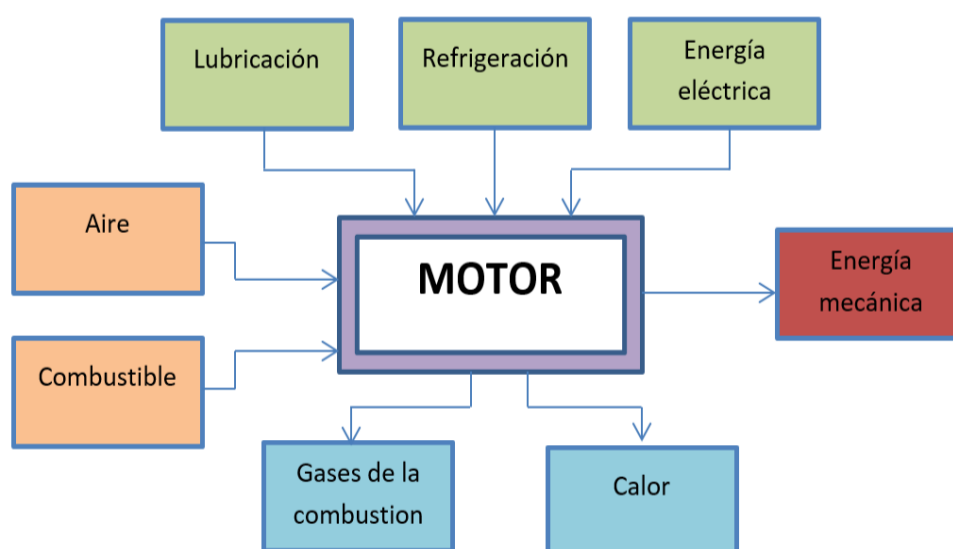 Lubricación
Refrigeración
Energía
eléctrica
Aire
MOTOR
Energía
mecánica
Combustible
Gases de la
combustion
Calor